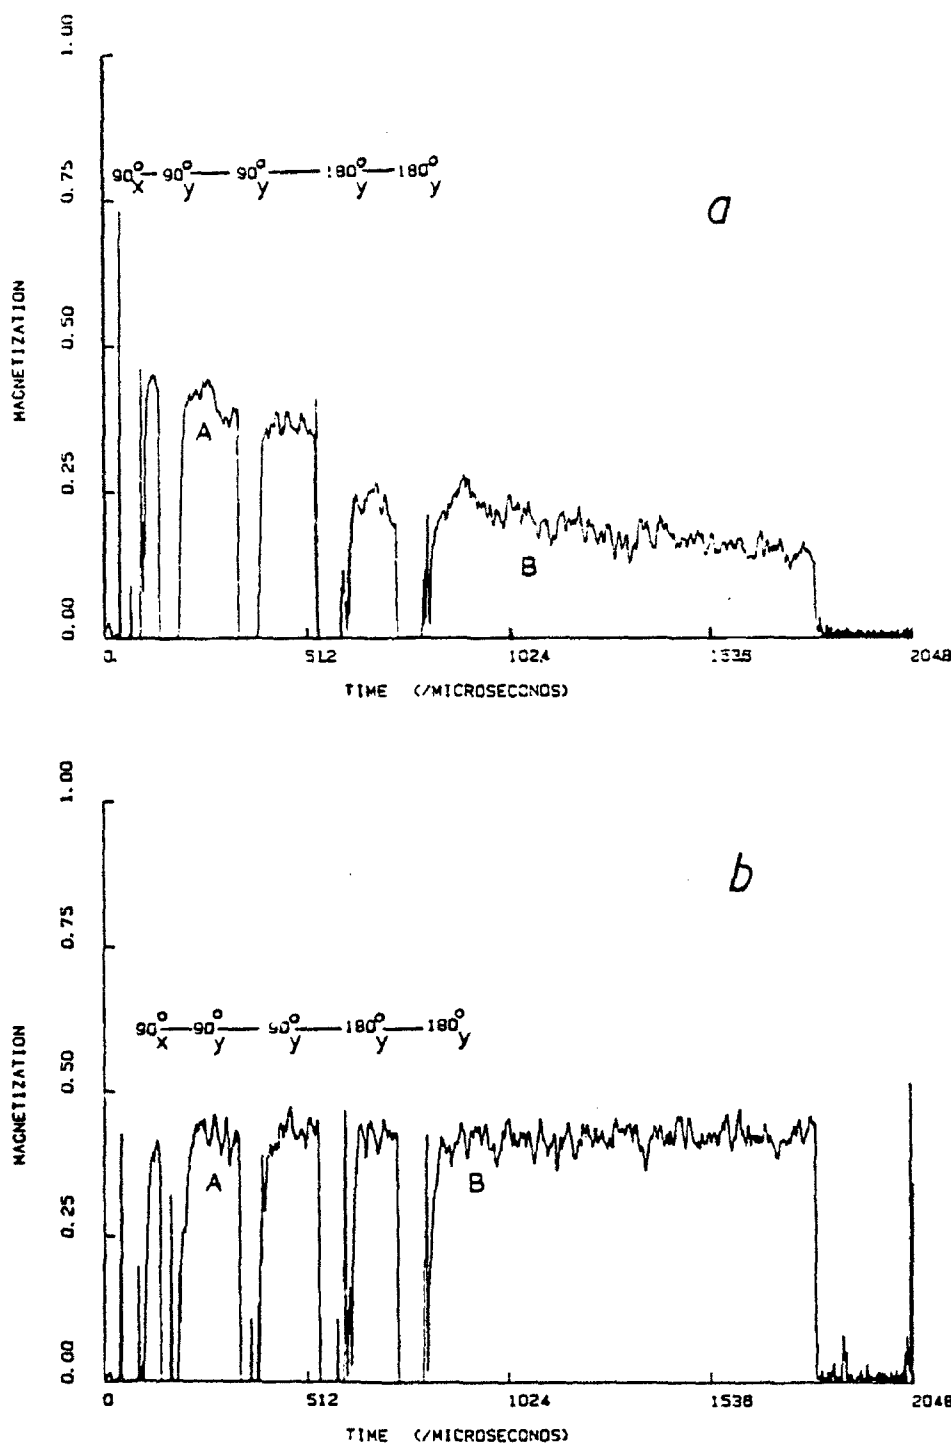 1.00
0.75
0.50
0.25
0.00
MAGNETIZATION
90°x—90°y—90°y—180°y—180°y
a
A
B
0. 512 1024 1535 2048
TIME (/MICROSECONDS)
1.00
0.75
0.50
0.25
0.00
MAGNETIZATION
b
90°x—90°y—90°y—180°y—180°y
A
B
0 512 1024 1536 2048
TIME (/MICROSECONDS)